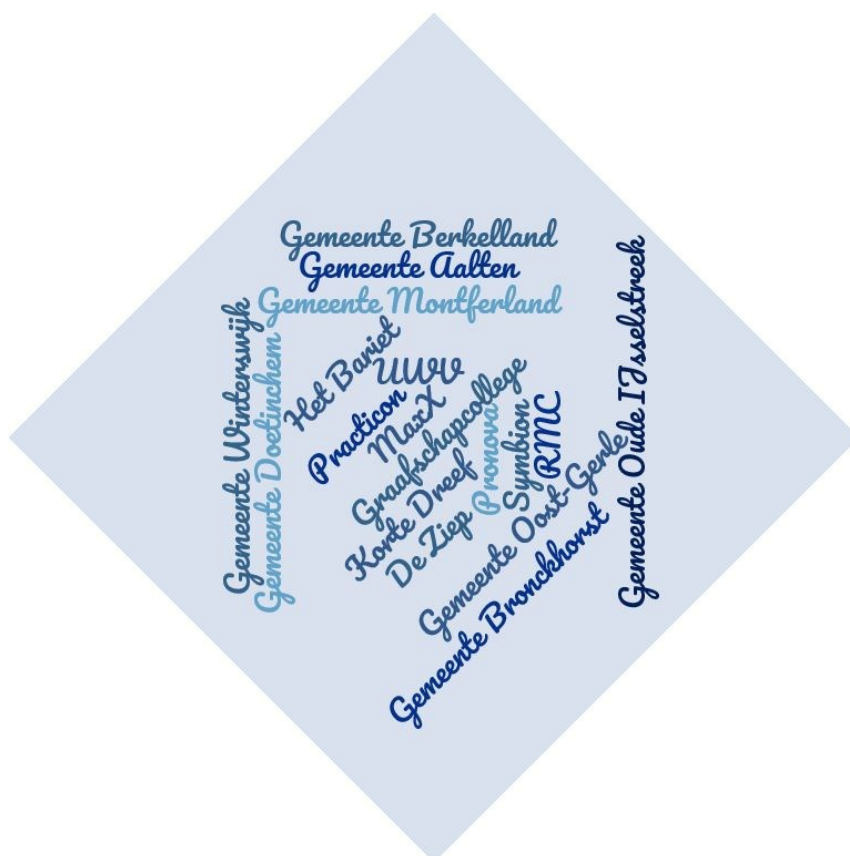 Gemeente Berkelland
Gemeente Aalten
Gemeente Montferland
Gemeente Winterswijk
Gemeente Doetinchem
Het Bariet
UWV
Practicon
MaxX
Graafschapcollege
Korte Dreef
De Ziep
Pronova
Symbion
RMC
Gemeente Oost-Gerle
Gemeente Bronckhorst
Gemeente Oude IJsselstreek